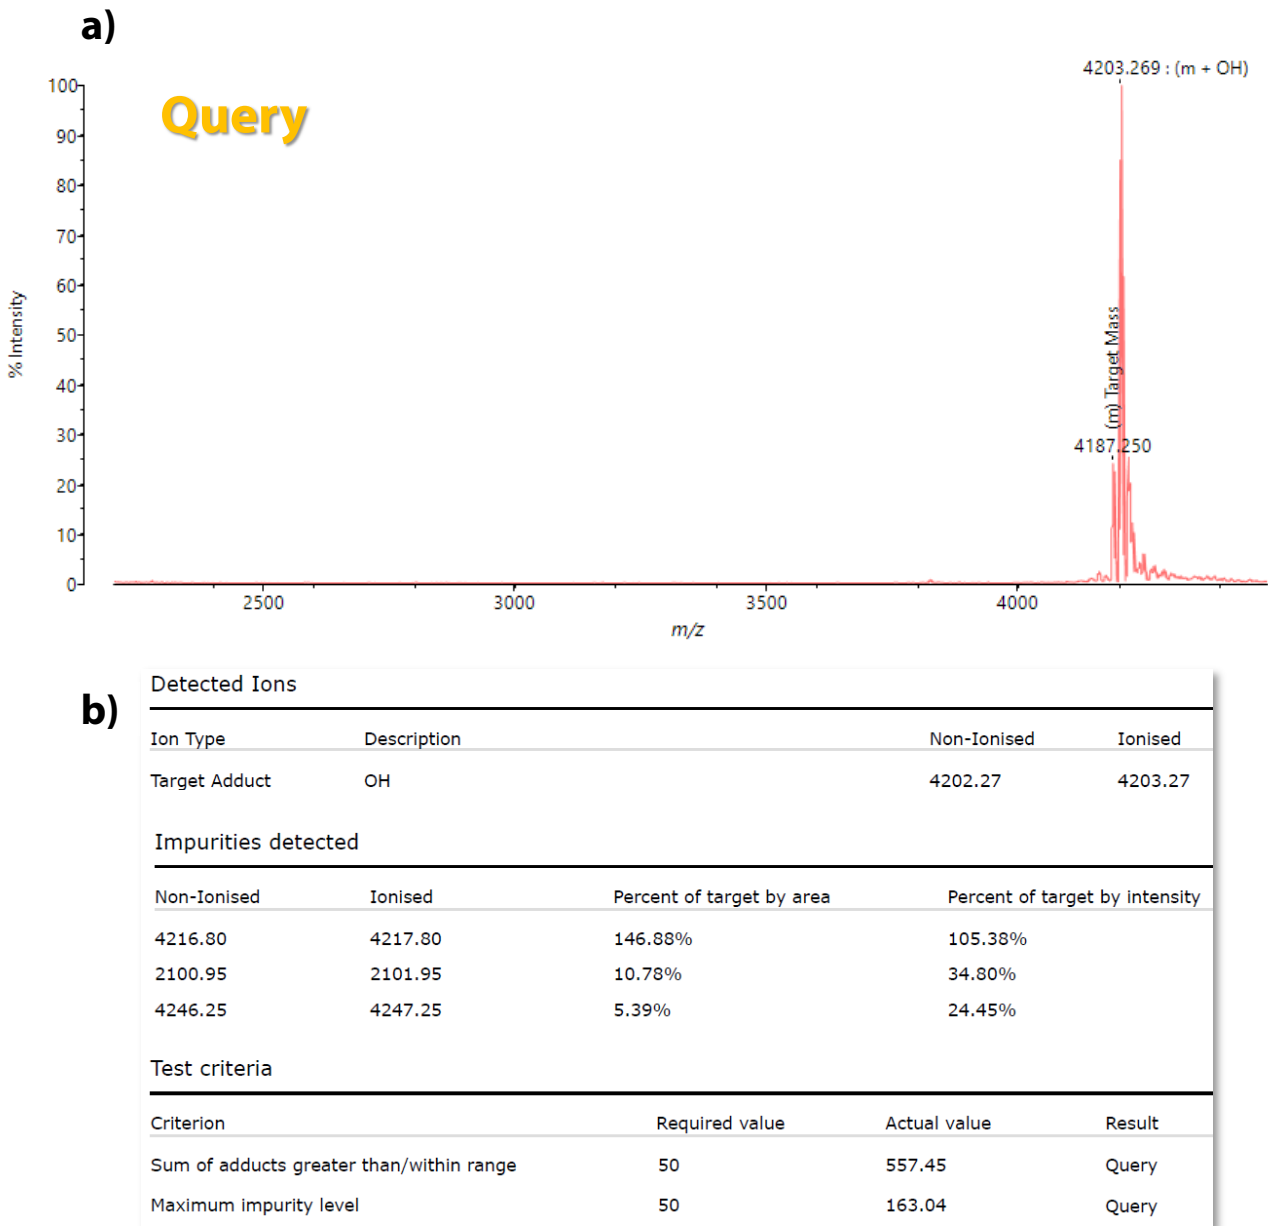 a)
4203.269 : (m + OH)
Query
100
90
80
70
60
50
40
30
20
10
0
% Intensity
(m) Target Mass
4187.250
2500 3000 3500 4000
m/z
b)
Detected Ions
Ion Type Description Non-Ionised Ionised
Target Adduct OH 4202.27 4203.27
Impurities detected
Non-Ionised Ionised Percent of target by area Percent of target by intensity
4216.80 4217.80 146.88% 105.38%
2100.95 2101.95 10.78% 34.80%
4246.25 4247.25 5.39% 24.45%
Test criteria
Criterion Required value Actual value Result
Sum of adducts greater than/within range 50 557.45 Query
Maximum impurity level 50 163.04 Query